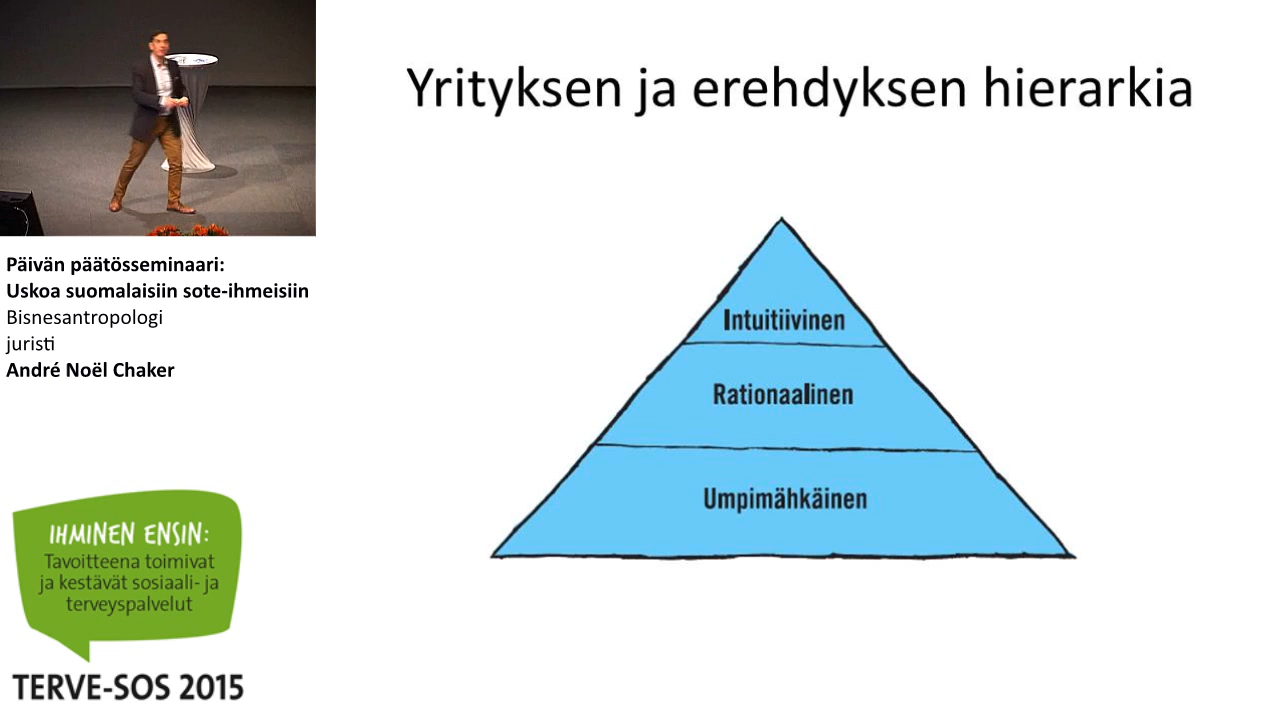 Yrityksen ja erehdyksen hierarkia
Intuitiivinen
Rationaalinen
Umpimähkäinen
Päivän päätösseminaari:
Uskoa suomalaisiin sote-ihmeisiin
Bisnesantropologi
juristi
André Noël Chaker
IHMINEN ENSIN:
Tavoitteena toimivat
ja kestävät sosiaali- ja
terveyspalvelut
TERVE-SOS 2015